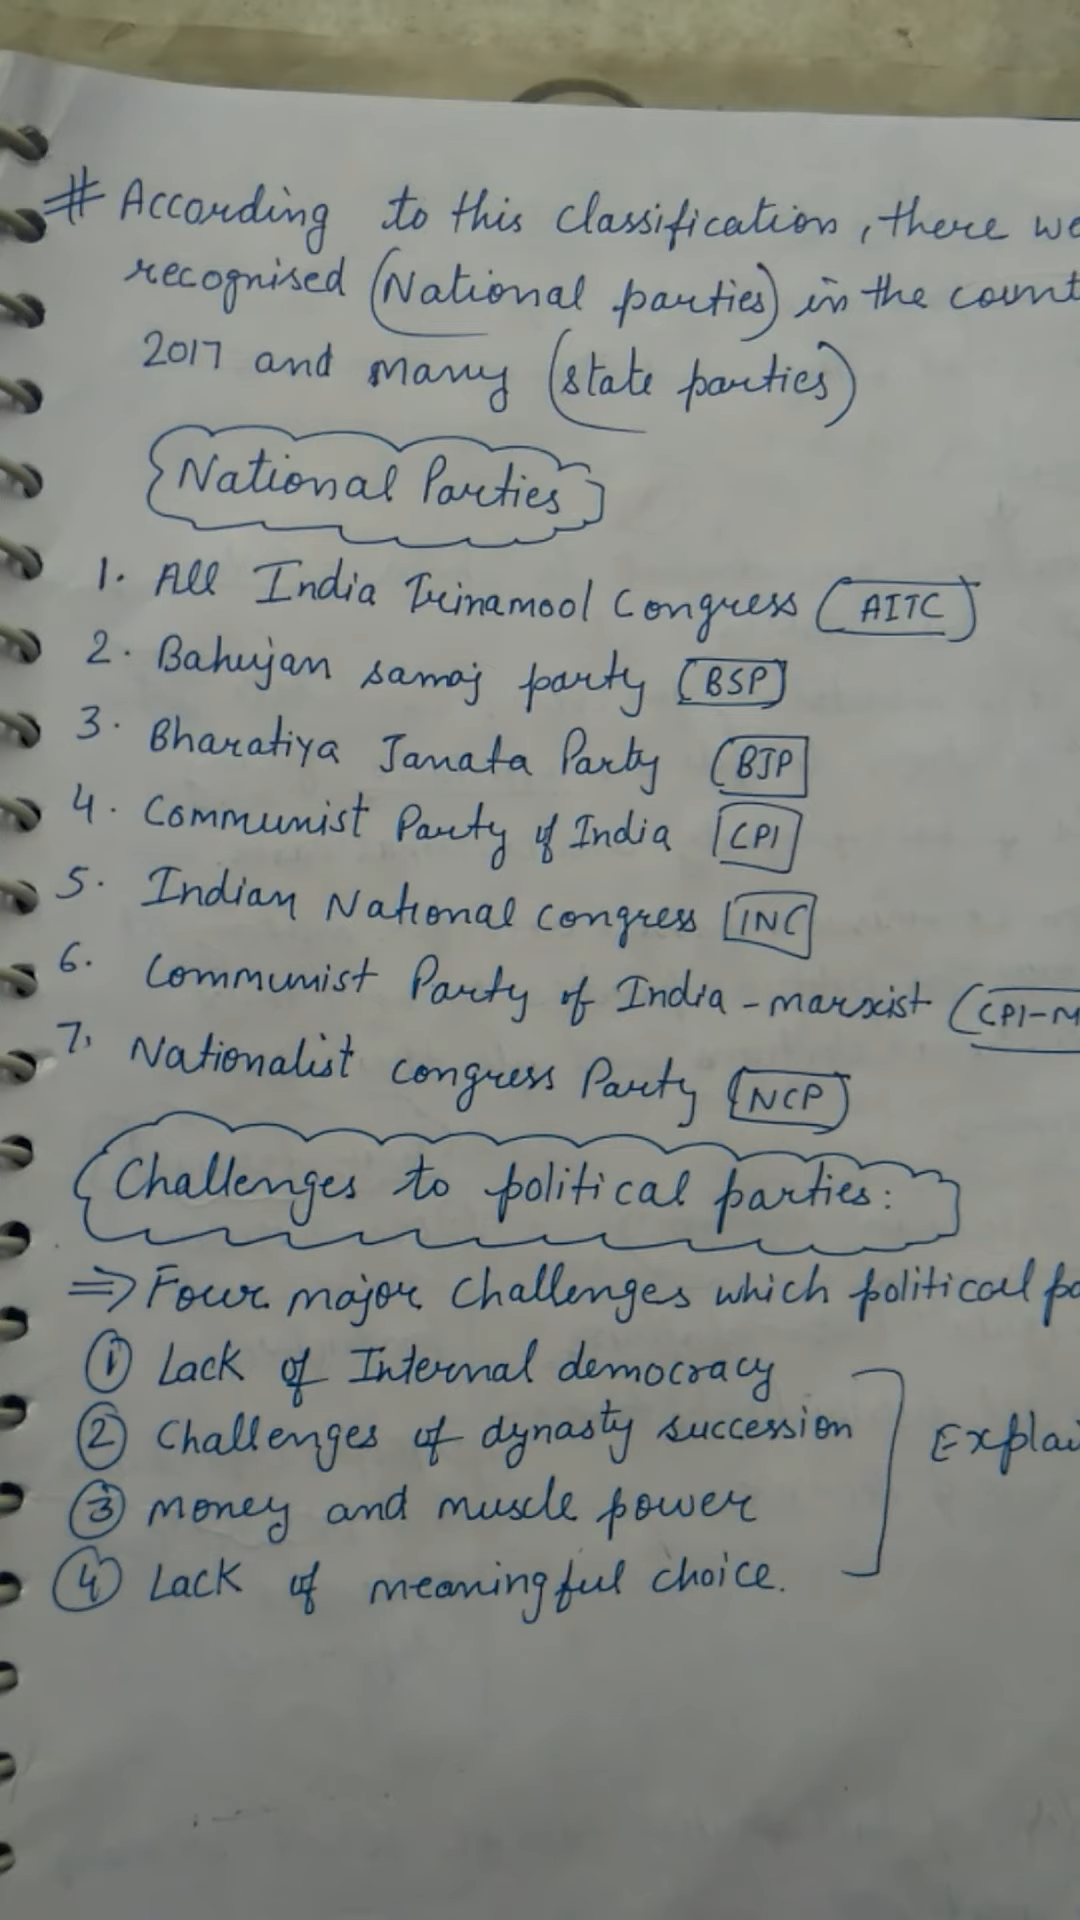 # According to this classification, there we
recognised (National parties) in the count
2017 and many (state parties)
National Parties
1. All India Trinamool Congress (AITC)
2. Bahujan samaj party [BSP]
3. Bharatiya Janata Party (BJP]
4. Communist Party of India [CPI]
5. Indian National congress [INC]
6. Communist Party of India - marxist (CPI-M
7. Nationalist congress Party [NCP]
Challenges to political parties:
⇒ Four major challenges which political pa
① Lack of Internal democracy
② Challenges of dynasty succession
③ money and muscle power
④ Lack of meaningful choice.
Explai